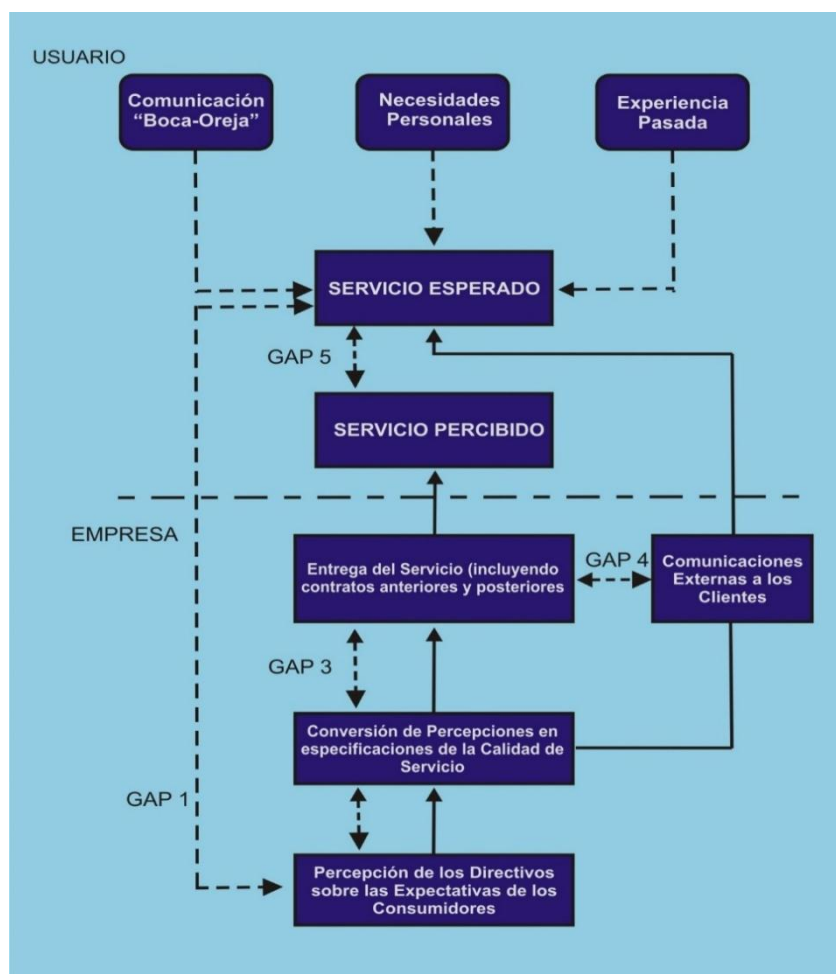 USUARIO
Comunicación
“Boca-Oreja”
Necesidades
Personales
Experiencia
Pasada
SERVICIO ESPERADO
GAP 5
SERVICIO PERCIBIDO
EMPRESA
Entrega del Servicio (incluyendo
contratos anteriores y posteriores
GAP 4
Comunicaciones
Externas a los
Clientes
GAP 3
Conversión de Percepciones en
especificaciones de la Calidad de
Servicio
GAP 1
Percepción de los Directivos
sobre las Expectativas de los
Consumidores